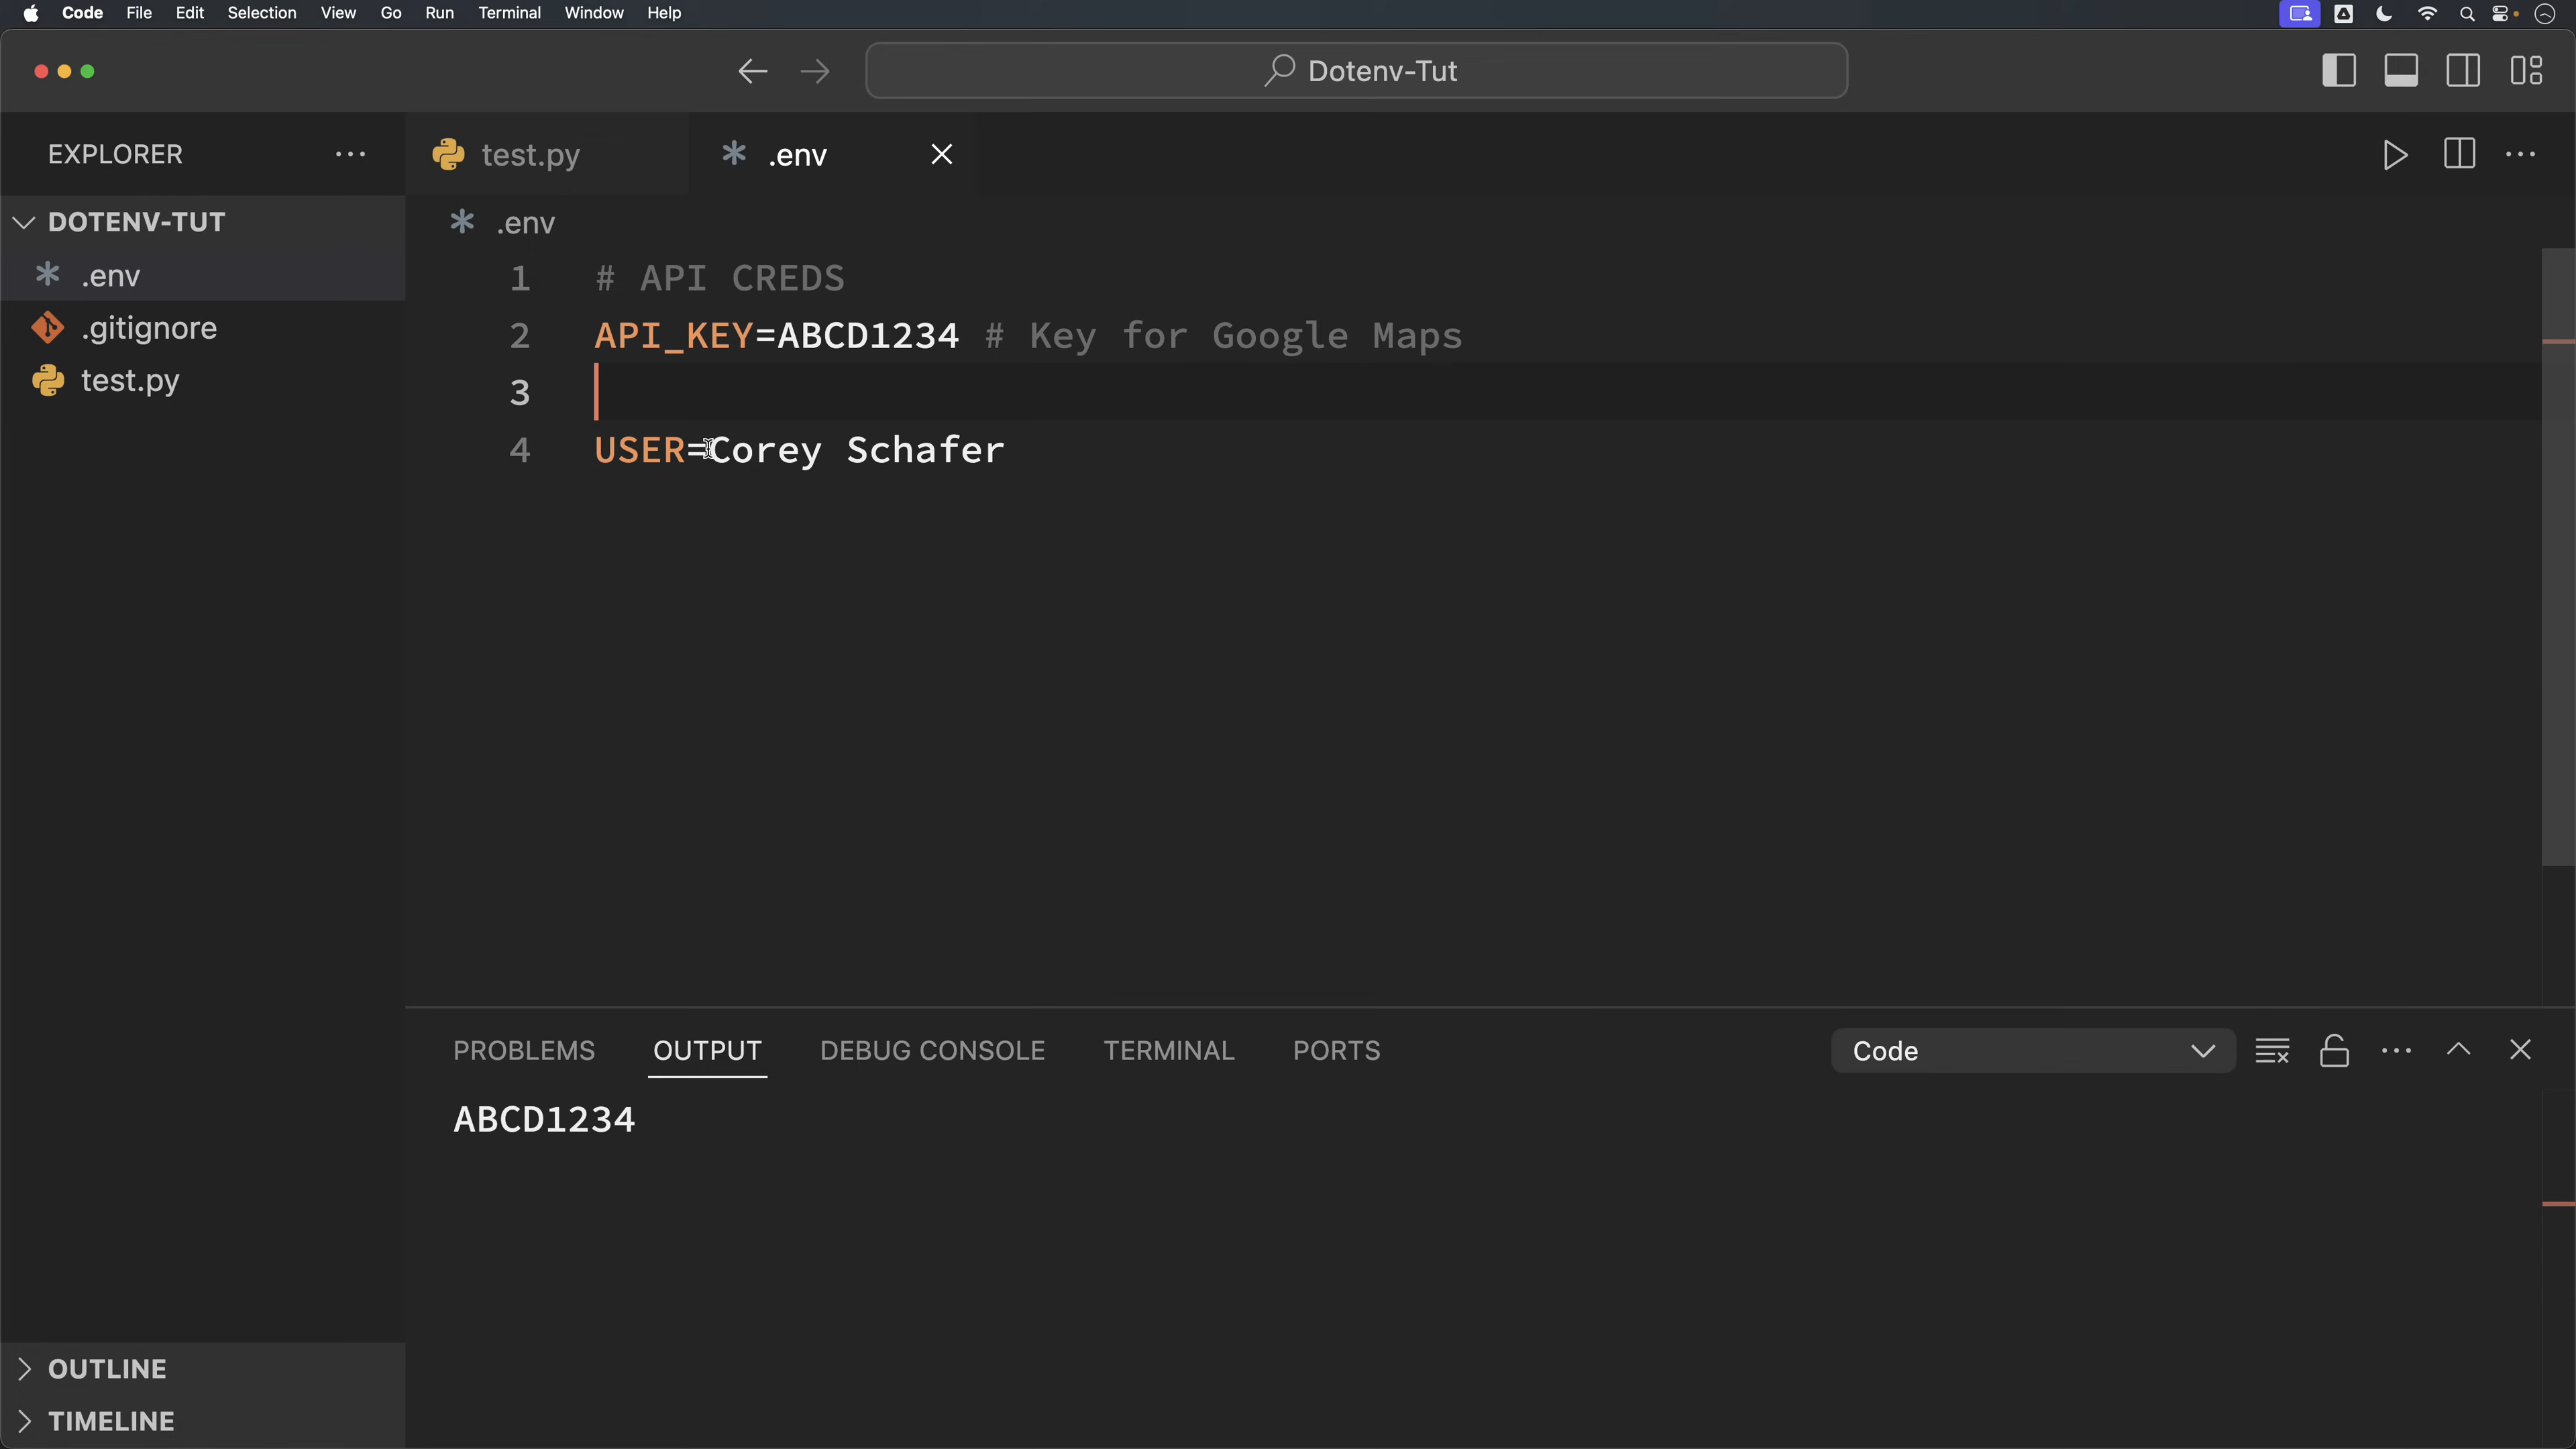 Code File Edit Selection View Go Run Terminal Window Help
Dotenv-Tut
EXPLORER
test.py
.env
DOTENV-TUT
.env
.gitignore
test.py
.env
1 # API CREDS
2 API_KEY=ABCD1234 # Key for Google Maps
3
4 USER=Corey Schafer
PROBLEMS OUTPUT DEBUG CONSOLE TERMINAL PORTS
Code
ABCD1234
OUTLINE
TIMELINE